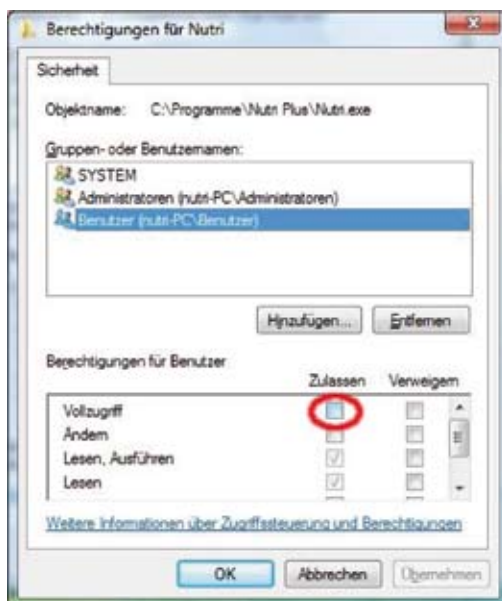 Berechtigungen für Nutri
Sicherheit
Objektname: C:\Programme\Nutri Plus\Nutri.exe
Gruppen- oder Benutzernamen:
SYSTEM
Administratoren (nutri-PC\Administratoren)
Benutzer (nutri-PC\Benutzer)
Hinzufügen... Entfernen
Berechtigungen für Benutzer
Zulassen Verweigern
Vollzugriff
Ändern
Lesen, Ausführen
Lesen
Weitere Informationen über Zugriffssteuerung und Berechtigungen
OK Abbrechen Übernehmen